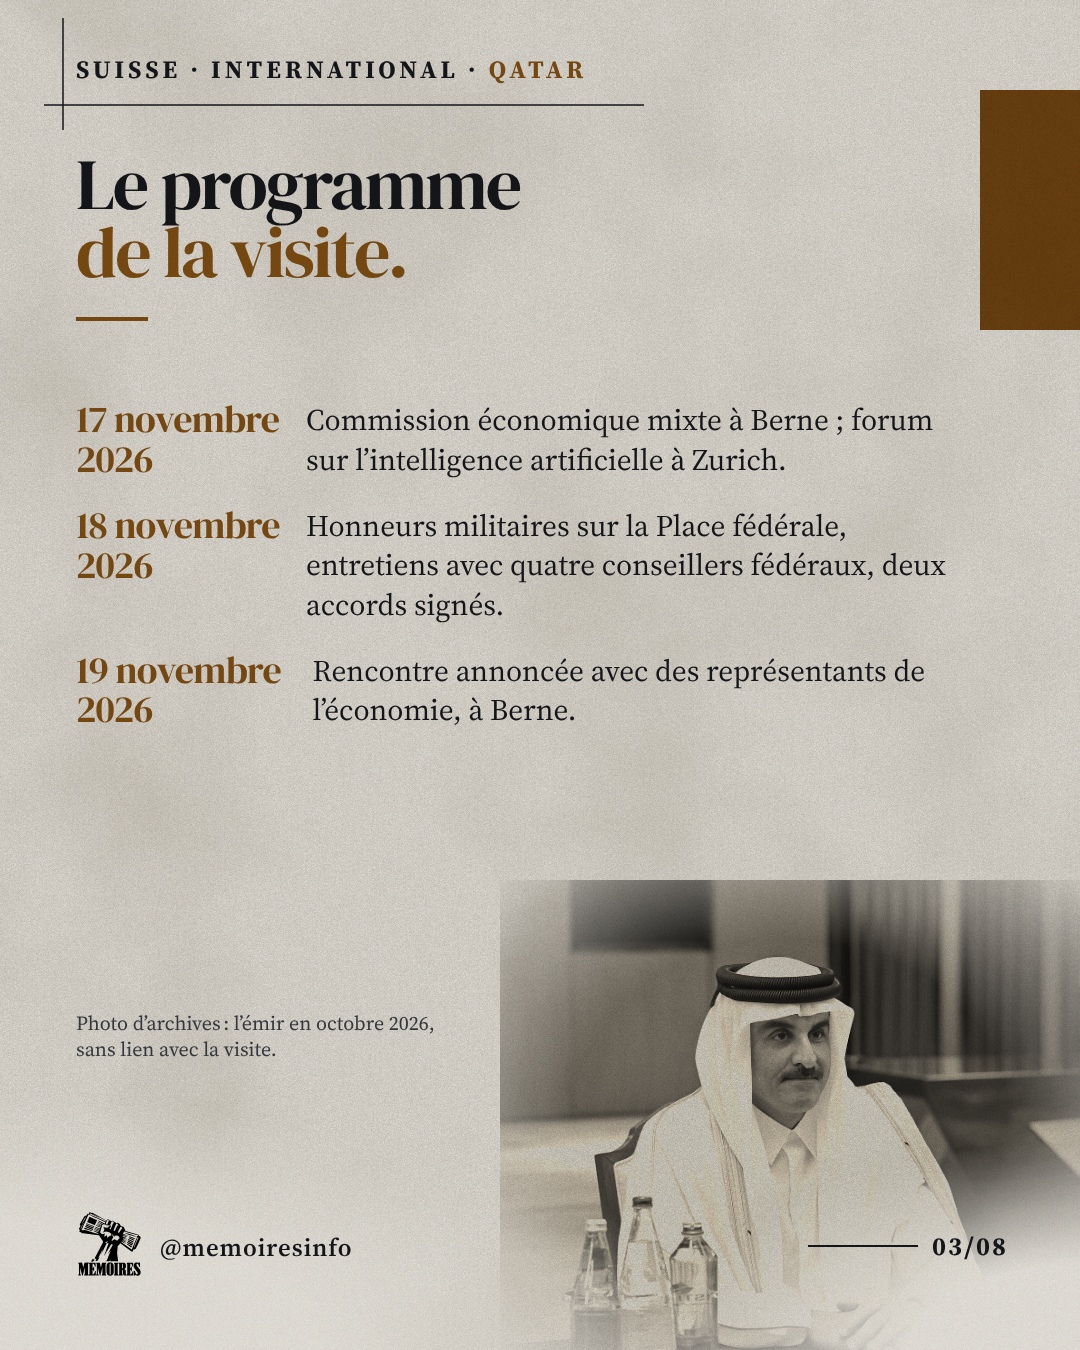 SUISSE · INTERNATIONAL · QATAR
Le programme
de la visite.
17 novembre
2026
Commission économique mixte à Berne ; forum
sur l’intelligence artificielle à Zurich.
18 novembre
2026
Honneurs militaires sur la Place fédérale,
entretiens avec quatre conseillers fédéraux, deux
accords signés.
19 novembre
2026
Rencontre annoncée avec des représentants de
l’économie, à Berne.
Photo d’archives : l’émir en octobre 2026,
sans lien avec la visite.
MÉMOIRES
@memoiresinfo
03/08